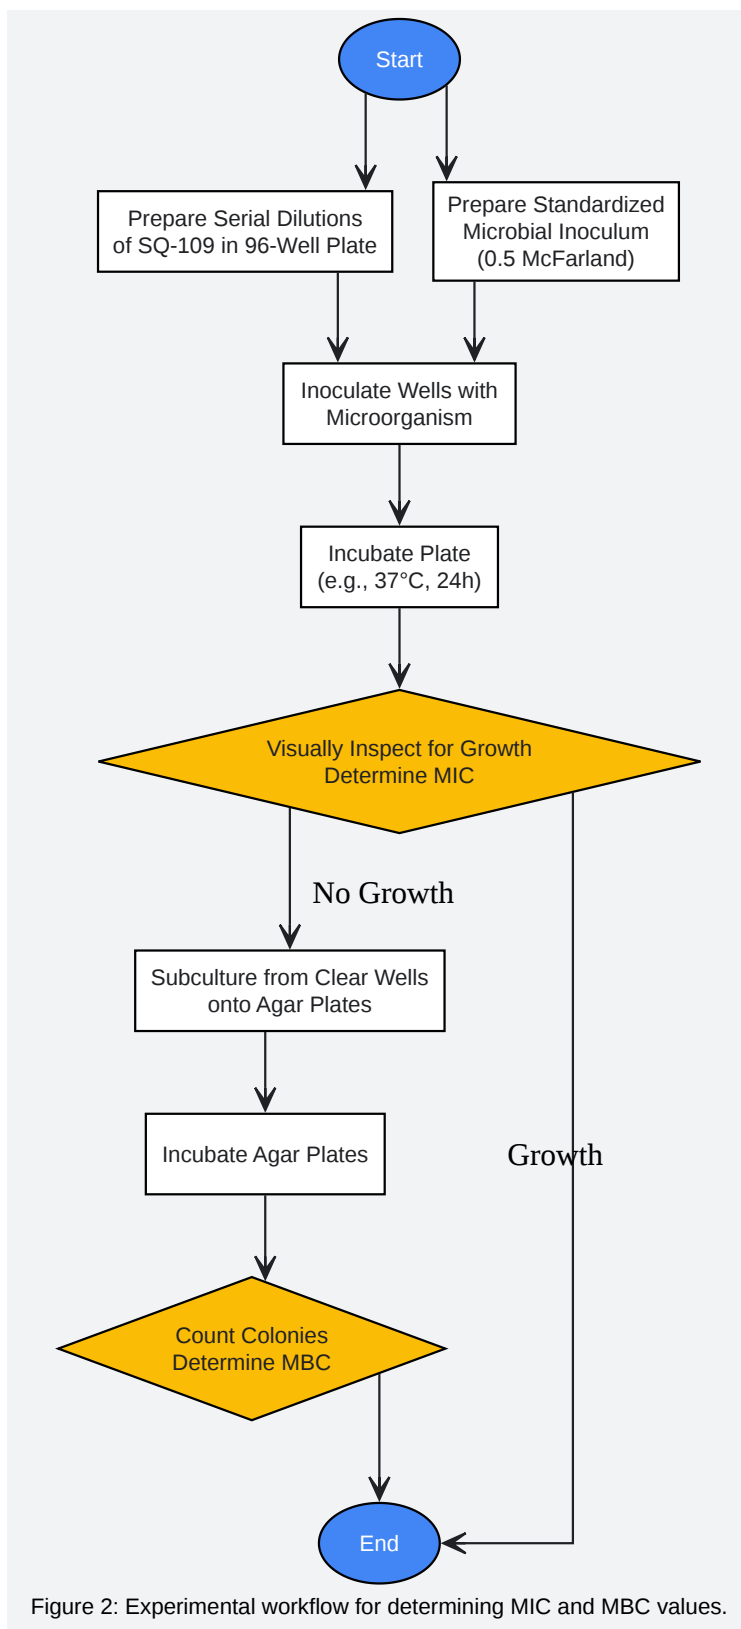 Start
Prepare Serial Dilutions
of SQ-109 in 96-Well Plate
Prepare Standardized
Microbial Inoculum
(0.5 McFarland)
Inoculate Wells with
Microorganism
Incubate Plate
(e.g., 37°C, 24h)
Visually Inspect for Growth
Determine MIC
No Growth
Subculture from Clear Wells
onto Agar Plates
Incubate Agar Plates
Growth
Count Colonies
Determine MBC
End
Figure 2: Experimental workflow for determining MIC and MBC values.